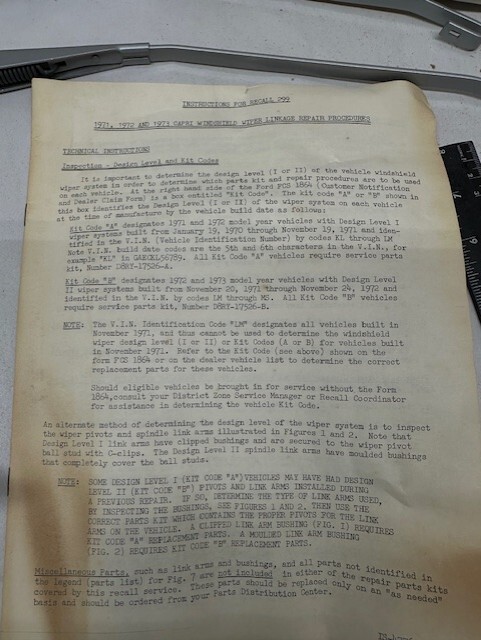 INSTRUCTIONS FOR RECALL 299
1971, 1972 AND 1973 CAPRI WINDSHIELD WIPER LINKAGE REPAIR PROCEDURES
TECHNICAL INSTRUCTIONS
Inspection - Design Level and Kit Codes
It is important to determine the design level (I or II) of the vehicle windshield
wiper system in order to determine which parts kit and repair procedures are to be used
on each vehicle. At the right hand side of the Ford FCS 1864 (Customer Notification
and Dealer Claim Form) is a box entitled "Kit Code". The kit code "A" or "B" shown in
this box identifies the Design Level (I or II) of the wiper system on each vehicle
at the time of manufacture by the vehicle build date as follows:
Kit Code "A" designates 1971 and 1972 model year vehicles with Design Level I
wiper systems built from January 19, 1970 through November 19, 1971 and iden-
tified in the V.I.N. (Vehicle Identification Number) by codes KL through LM
Note V.I.N. build date codes are the 5th and 6th characters in the V.I.N., for
example "KL" in GAECKL56789. All Kit Code "A" vehicles require service parts
kit, Number D8RY-17526-A.
Kit Code "B" designates 1972 and 1973 model year vehicles with Design Level
II wiper systems built from November 20, 1971 through November 24, 1972 and
identified in the V.I.N. by codes LM through MS. All Kit Code "B" vehicles
require service parts kit, Number D8RY-17526-B.
NOTE: The V.I.N. Identification Code "LM" designates all vehicles built in
November 1971, and thus cannot be used to determine the windshield
wiper design level (I or II) or Kit Codes (A or B) for vehicles built
in November 1971. Refer to the Kit Code (see above) shown on the
form FCS 1864 or on the dealer vehicle list to determine the correct
replacement parts for these vehicles.
Should eligible vehicles be brought in for service without the Form
1864, consult your District Zone Service Manager or Recall Coordinator
for assistance in determining the vehicle Kit Code.
An alternate method of determining the design level of the wiper system is to inspect
the wiper pivots and spindle link arms illustrated in Figures 1 and 2. Note that
Design Level I link arms have clipped bushings and are secured to the wiper pivot
ball stud with C-clips. The Design Level II spindle link arms have moulded bushings
that completely cover the ball studs.
NOTE: SOME DESIGN LEVEL I (KIT CODE "A") VEHICLES MAY HAVE HAD DESIGN
LEVEL II (KIT CODE "B") PIVOTS AND LINK ARMS INSTALLED DURING
A PREVIOUS REPAIR. IF SO, DETERMINE THE TYPE OF LINK ARMS USED,
BY INSPECTING THE BUSHINGS, SEE FIGURES 1 AND 2. THEN USE THE
CORRECT PARTS KIT WHICH CONTAINS THE PROPER PIVOTS FOR THE LINK
ARMS ON THE VEHICLE. A CLIPPED LINK ARM BUSHING (FIG. 1) REQUIRES
KIT CODE "A" REPLACEMENT PARTS. A MOULDED LINK ARM BUSHING
(FIG. 2) REQUIRES KIT CODE "B" REPLACEMENT PARTS.
Miscellaneous Parts, such as link arms and bushings, and all parts not identified in
the legend (parts list) for Fig. 7 are not included in either of the repair parts kits
covered by this recall service. These parts should be replaced only on an "as needed"
basis and should be ordered from your Parts Distribution Center.